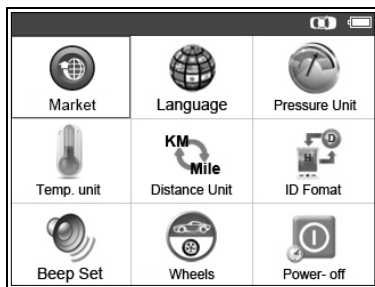 Market Language Pressure Unit
KM
Mile
Temp. unit Distance Unit ID Fomat
D
H
Beep Set Wheels Power- off